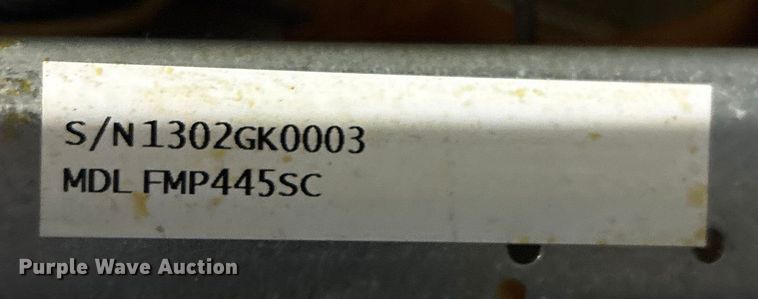 S/N 1302GK0003
MDL FMP445SC
Purple Wave Auction